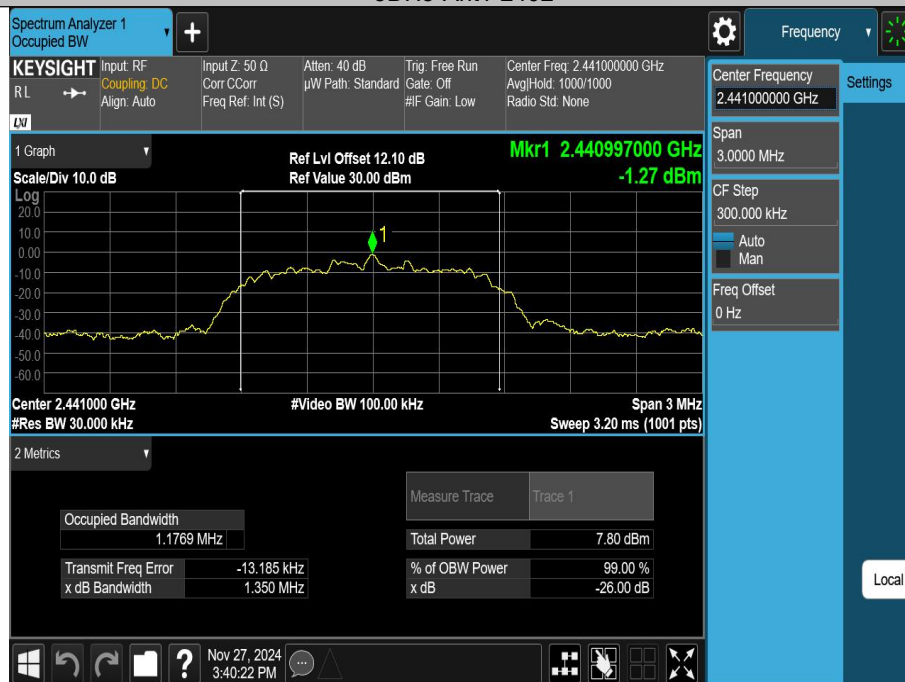 Spectrum Analyzer 1
Occupied BW
+
Frequency
KEYSIGHT
RL
LXI
Input: RF
Coupling: DC
Align: Auto
Input Z: 50 Ω
Corr CCorr
Freq Ref: Int (S)
Atten: 40 dB
µW Path: Standard
Trig: Free Run
Gate: Off
#IF Gain: Low
Center Freq: 2.441000000 GHz
Avg|Hold: 1000/1000
Radio Std: None
Center Frequency
2.441000000 GHz
Settings
Span
3.0000 MHz
CF Step
300.000 kHz
Auto
Man
Freq Offset
0 Hz
1 Graph
Scale/Div 10.0 dB
Ref Lvl Offset 12.10 dB
Ref Value 30.00 dBm
Mkr1 2.440997000 GHz
-1.27 dBm
Log
20.0
10.0
0.00
-10.0
-20.0
-30.0
-40.0
-50.0
-60.0
1
Center 2.441000 GHz
#Res BW 30.000 kHz
#Video BW 100.00 kHz
Span 3 MHz
Sweep 3.20 ms (1001 pts)
2 Metrics
Measure Trace Trace 1
Occupied Bandwidth
1.1769 MHz
Total Power 7.80 dBm
Transmit Freq Error -13.185 kHz
% of OBW Power 99.00 %
x dB Bandwidth 1.350 MHz
x dB -26.00 dB
Local
?
Nov 27, 2024
3:40:22 PM